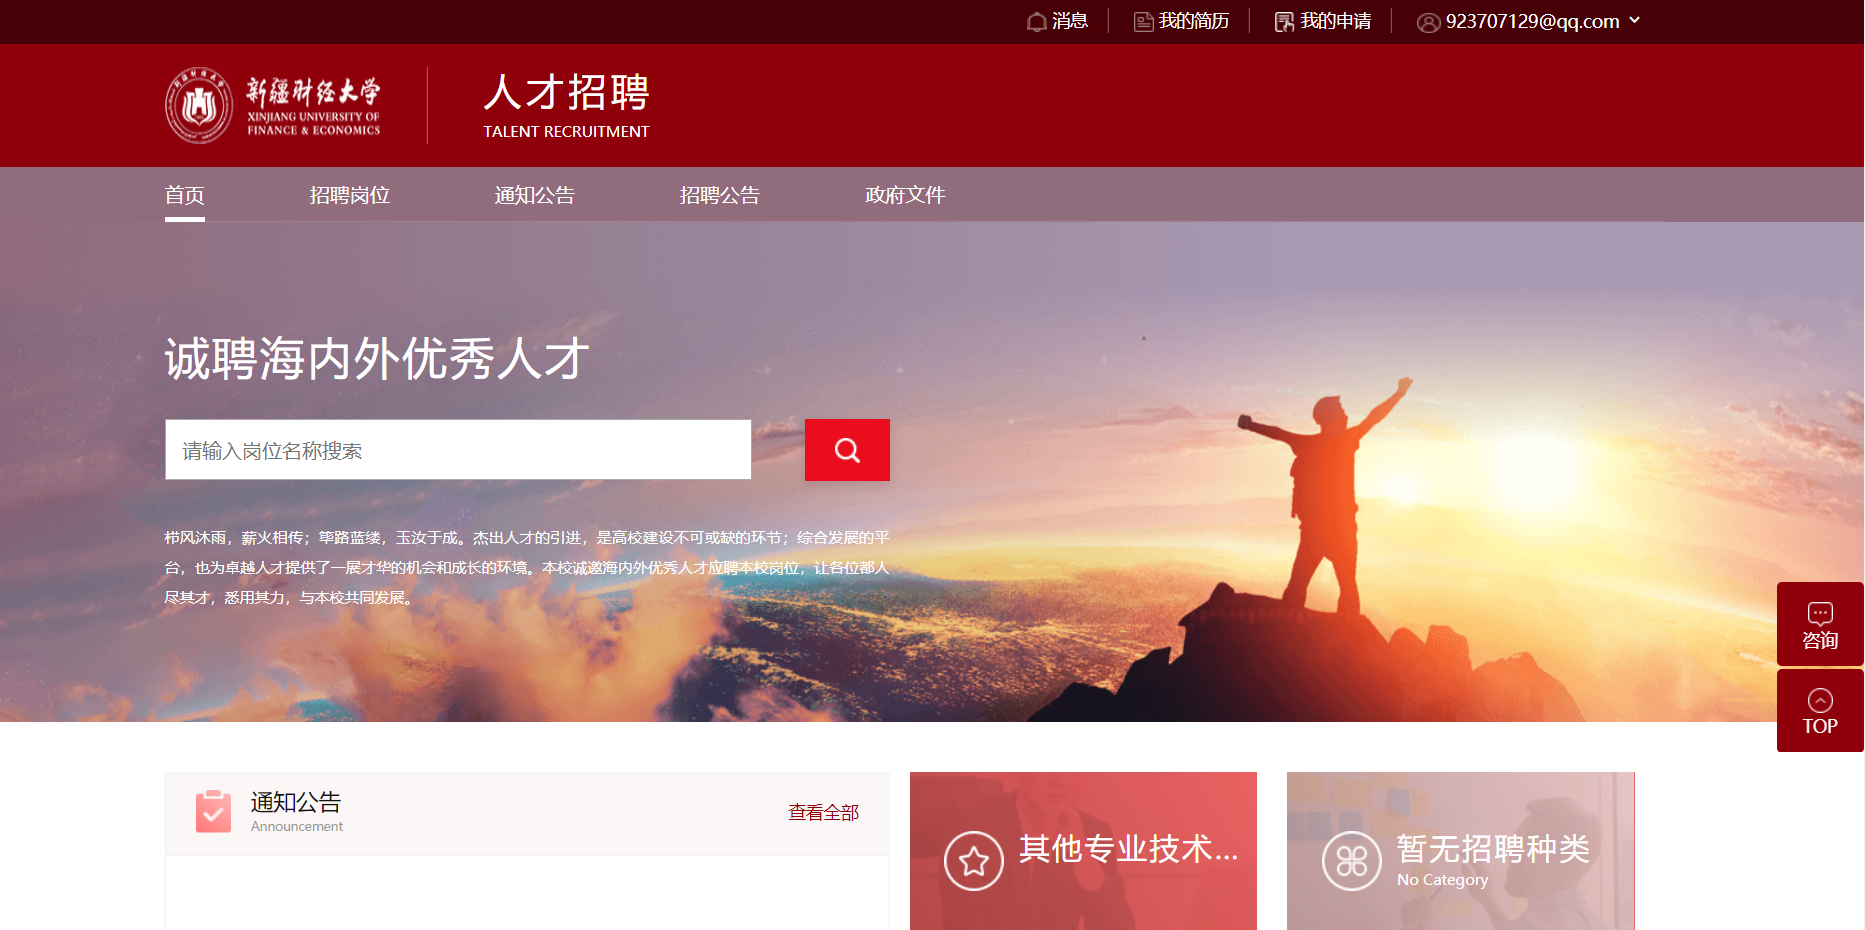 消息
我的简历
我的申请
923707129@qq.com
新疆财经大学
XINJIANG UNIVERSITY OF
FINANCE & ECONOMICS
人才招聘
TALENT RECRUITMENT
首页
招聘岗位
通知公告
招聘公告
政府文件
诚聘海内外优秀人才
请输入岗位名称搜索
栉风沐雨，薪火相传；筚路蓝缕，玉汝于成。杰出人才的引进，是高校建设不可或缺的环节；综合发展的平
台，也为卓越人才提供了一展才华的机会和成长的环境。本校诚邀海内外优秀人才应聘本校岗位，让各位都人
尽其才，悉用其力，与本校共同发展。
咨询
TOP
通知公告
Announcement
查看全部
其他专业技术...
暂无招聘种类
No Category